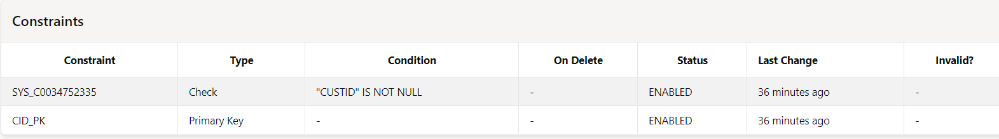 Constraints
Constraint Type Condition On Delete Status Last Change Invalid?
SYS_C0034752335 Check "CUSTID" IS NOT NULL - ENABLED 36 minutes ago -
CID_PK Primary Key - - ENABLED 36 minutes ago -